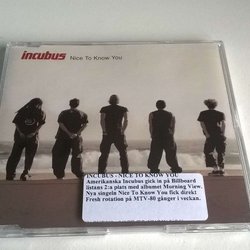 incubus Nice To Know You
INCUBUS - NICE TO KNOW YOU
Amerikanska Incubus gick in på Billboard
listans 2:a plats med albumet Morning View.
Nya singeln Nice To Know You fick direkt
Fresh rotation på MTV-80 gånger i veckan.